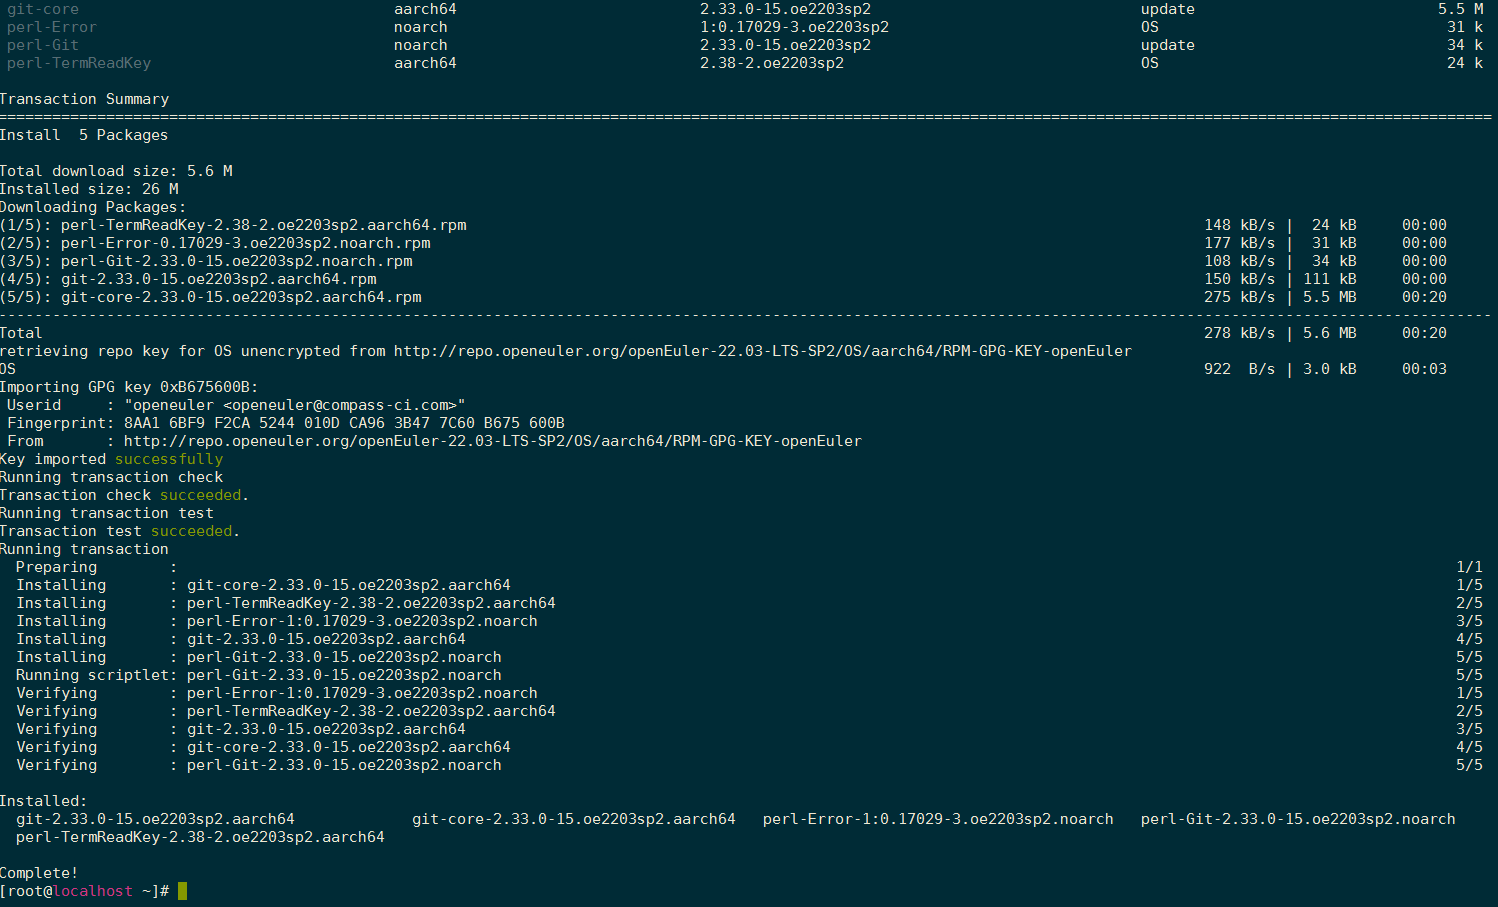 git-core aarch64 2.33.0-15.oe2203sp2 update 5.5 M
perl-Error noarch 1:0.17029-3.oe2203sp2 OS 31 k
perl-Git noarch 2.33.0-15.oe2203sp2 update 34 k
perl-TermReadKey aarch64 2.38-2.oe2203sp2 OS 24 k
Transaction Summary
================================================================================
Install  5 Packages
Total download size: 5.6 M
Installed size: 26 M
Downloading Packages:
(1/5): perl-TermReadKey-2.38-2.oe2203sp2.aarch64.rpm 148 kB/s |  24 kB     00:00
(2/5): perl-Error-0.17029-3.oe2203sp2.noarch.rpm 177 kB/s |  31 kB     00:00
(3/5): perl-Git-2.33.0-15.oe2203sp2.noarch.rpm 108 kB/s |  34 kB     00:00
(4/5): git-2.33.0-15.oe2203sp2.aarch64.rpm 150 kB/s | 111 kB     00:00
(5/5): git-core-2.33.0-15.oe2203sp2.aarch64.rpm 275 kB/s | 5.5 MB     00:20
--------------------------------------------------------------------------------
Total 278 kB/s | 5.6 MB     00:20
retrieving repo key for OS unencrypted from http://repo.openeuler.org/openEuler-22.03-LTS-SP2/OS/aarch64/RPM-GPG-KEY-openEuler
OS 922  B/s | 3.0 kB     00:03
Importing GPG key 0xB675600B:
Userid     : "openeuler <openeuler@compass-ci.com>"
Fingerprint: 8AA1 6BF9 F2CA 5244 010D CA96 3B47 7C60 B675 600B
From       : http://repo.openeuler.org/openEuler-22.03-LTS-SP2/OS/aarch64/RPM-GPG-KEY-openEuler
Key imported successfully
Running transaction check
Transaction check succeeded.
Running transaction test
Transaction test succeeded.
Running transaction
Preparing        : 1/1
Installing       : git-core-2.33.0-15.oe2203sp2.aarch64 1/5
Installing       : perl-TermReadKey-2.38-2.oe2203sp2.aarch64 2/5
Installing       : perl-Error-1:0.17029-3.oe2203sp2.noarch 3/5
Installing       : git-2.33.0-15.oe2203sp2.aarch64 4/5
Installing       : perl-Git-2.33.0-15.oe2203sp2.noarch 5/5
Running scriptlet: perl-Git-2.33.0-15.oe2203sp2.noarch 5/5
Verifying        : perl-Error-1:0.17029-3.oe2203sp2.noarch 1/5
Verifying        : perl-TermReadKey-2.38-2.oe2203sp2.aarch64 2/5
Verifying        : git-2.33.0-15.oe2203sp2.aarch64 3/5
Verifying        : git-core-2.33.0-15.oe2203sp2.aarch64 4/5
Verifying        : perl-Git-2.33.0-15.oe2203sp2.noarch 5/5
Installed:
git-2.33.0-15.oe2203sp2.aarch64 git-core-2.33.0-15.oe2203sp2.aarch64 perl-Error-1:0.17029-3.oe2203sp2.noarch perl-Git-2.33.0-15.oe2203sp2.noarch
perl-TermReadKey-2.38-2.oe2203sp2.aarch64
Complete!
[root@localhost ~]#